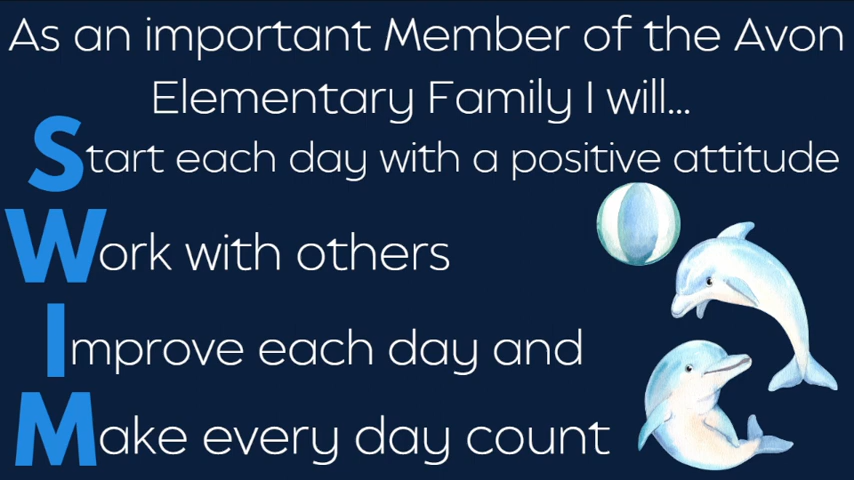 As an important Member of the Avon
Elementary Family I will...
Start each day with a positive attitude
Work with others
Improve each day and
Make every day count